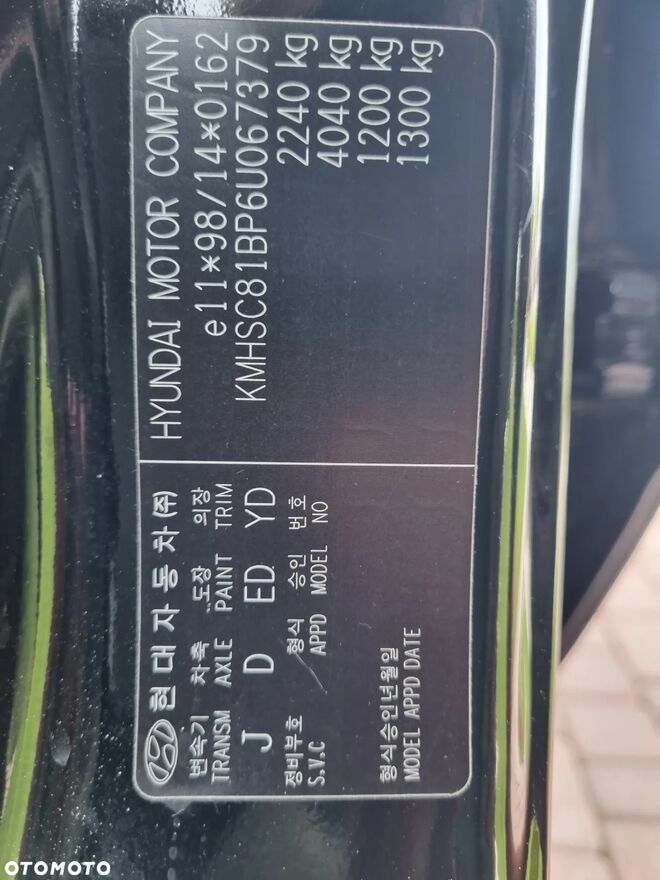 현대자동차(주)
변속기 차축 도장 의장
TRANSM AXLE PAINT TRIM
J D ED YD
정비부호 형식 승인 번호
S.V.C APPD MODEL NO
형식승인년월일
MODEL APPD DATE
HYUNDAI MOTOR COMPANY
e11*98/14*0162
KMHSC81BP6U067379
2240 kg
4040 kg
1200 kg
1300 kg
OTOMOTO